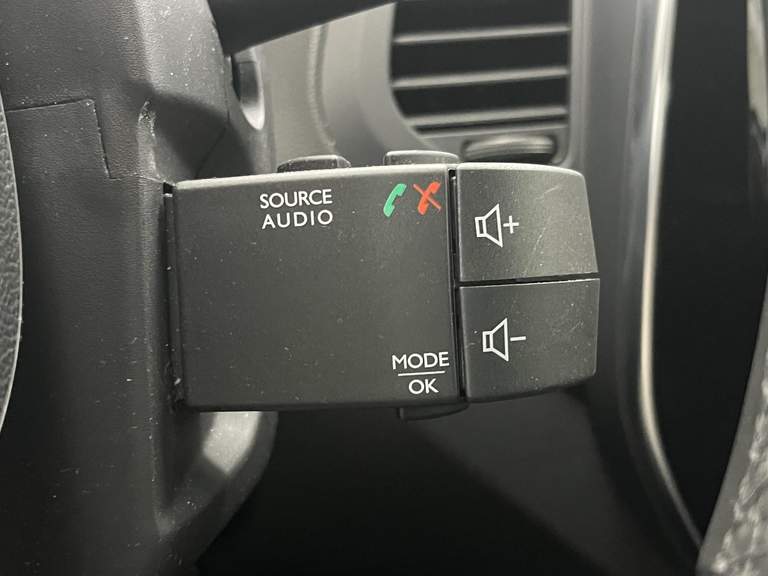 SOURCE
AUDIO
+
-
MODE
OK